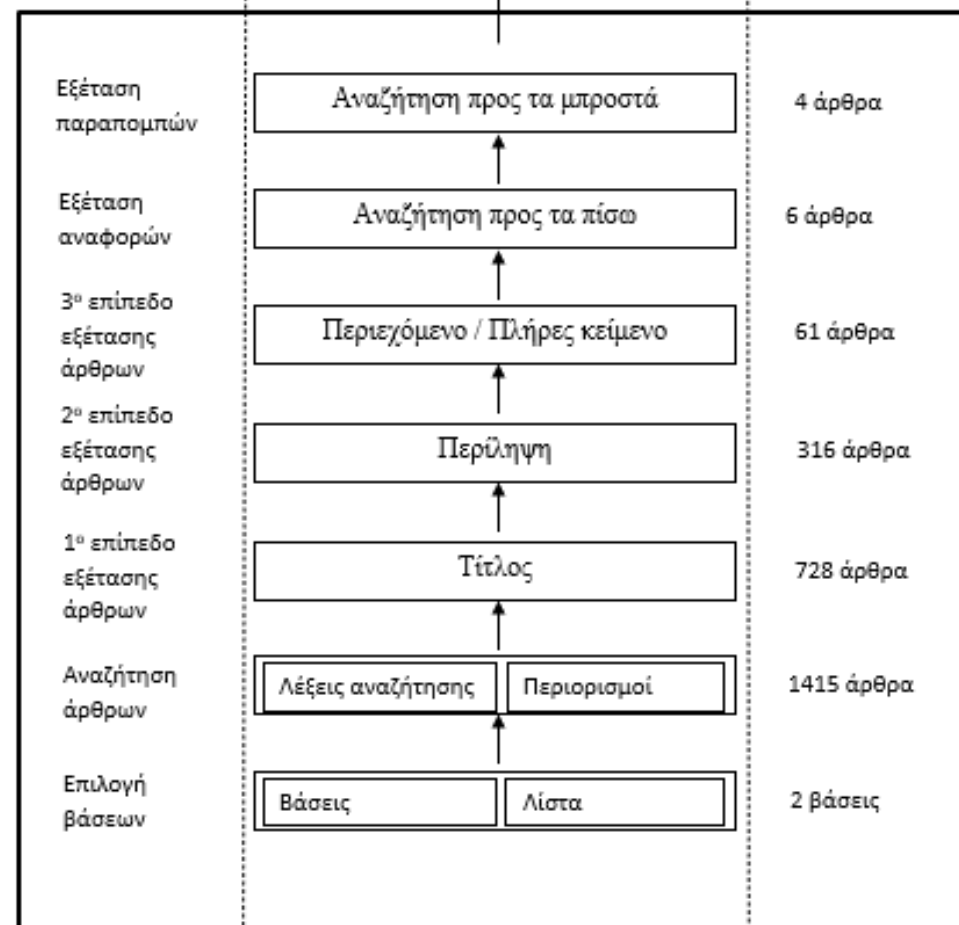 Εξέταση
παραπομπών
Αναζήτηση προς τα μπροστά
4 άρθρα
Εξέταση
αναφορών
Αναζήτηση προς τα πίσω
6 άρθρα
3ο επίπεδο
εξέτασης
άρθρων
Περιεχόμενο / Πλήρες κείμενο
61 άρθρα
2ο επίπεδο
εξέτασης
άρθρων
Περίληψη
316 άρθρα
1ο επίπεδο
εξέτασης
άρθρων
Τίτλος
728 άρθρα
Αναζήτηση
άρθρων
Λέξεις αναζήτησης
Περιορισμοί
1415 άρθρα
Επιλογή
βάσεων
Βάσεις
Λίστα
2 βάσεις